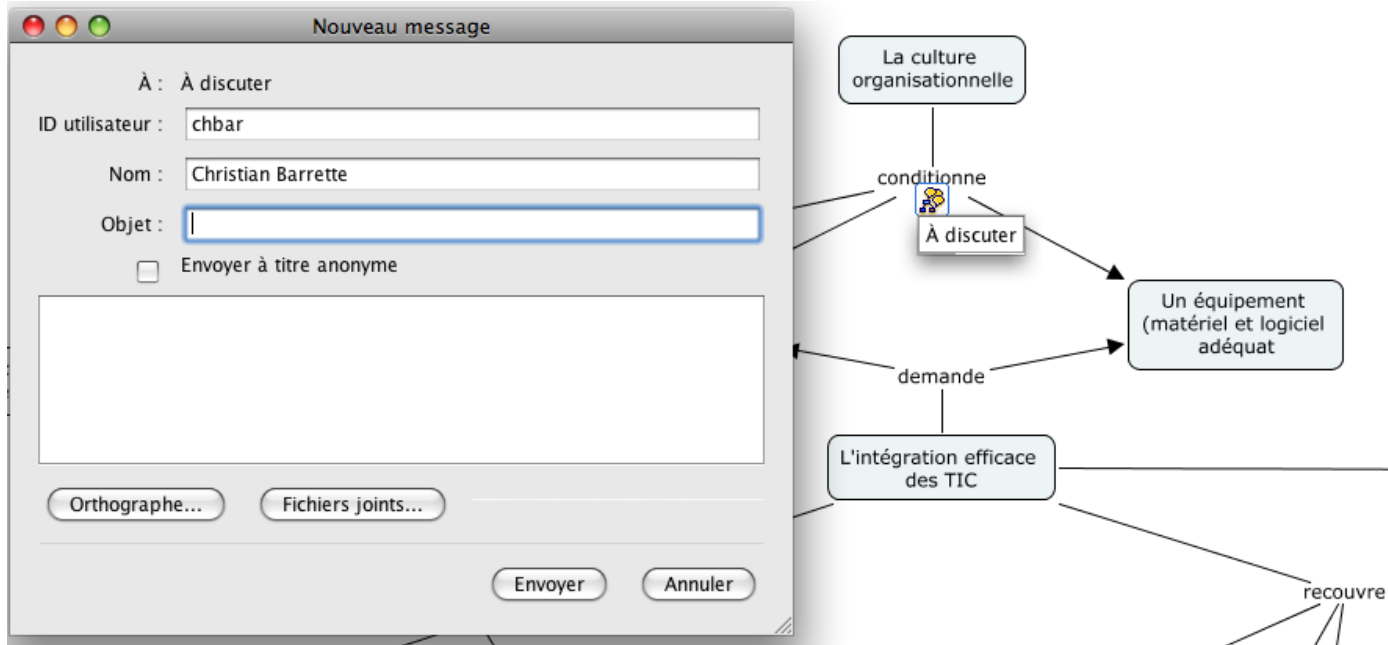 Nouveau message
À : À discuter
ID utilisateur : chbar
Nom : Christian Barrette
Objet :
Envoyer à titre anonyme
Orthographe...
Fichiers joints...
Envoyer
Annuler
La culture
organisationnelle
conditionne
À discuter
Un équipement
(matériel et logiciel
adéquat
demande
L'intégration efficace
des TIC
recouvre